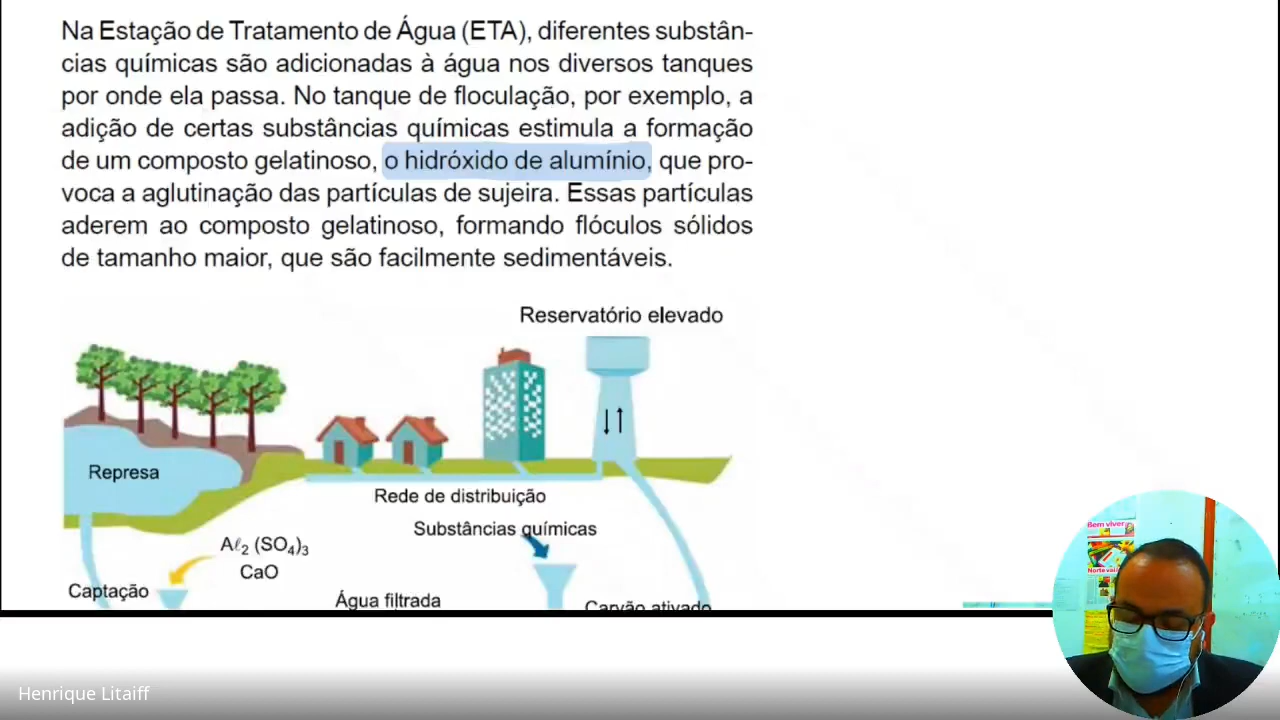 Na Estação de Tratamento de Água (ETA), diferentes substân-
cias químicas são adicionadas à água nos diversos tanques
por onde ela passa. No tanque de floculação, por exemplo, a
adição de certas substâncias químicas estimula a formação
de um composto gelatinoso, o hidróxido de alumínio, que pro-
voca a aglutinação das partículas de sujeira. Essas partículas
aderem ao composto gelatinoso, formando flóculos sólidos
de tamanho maior, que são facilmente sedimentáveis.
Reservatório elevado
Represa
Rede de distribuição
Substâncias químicas
Aℓ₂ (SO₄)₃
CaO
Captação
Água filtrada
Carvão ativado
Bem viver
Henrique Litaiff